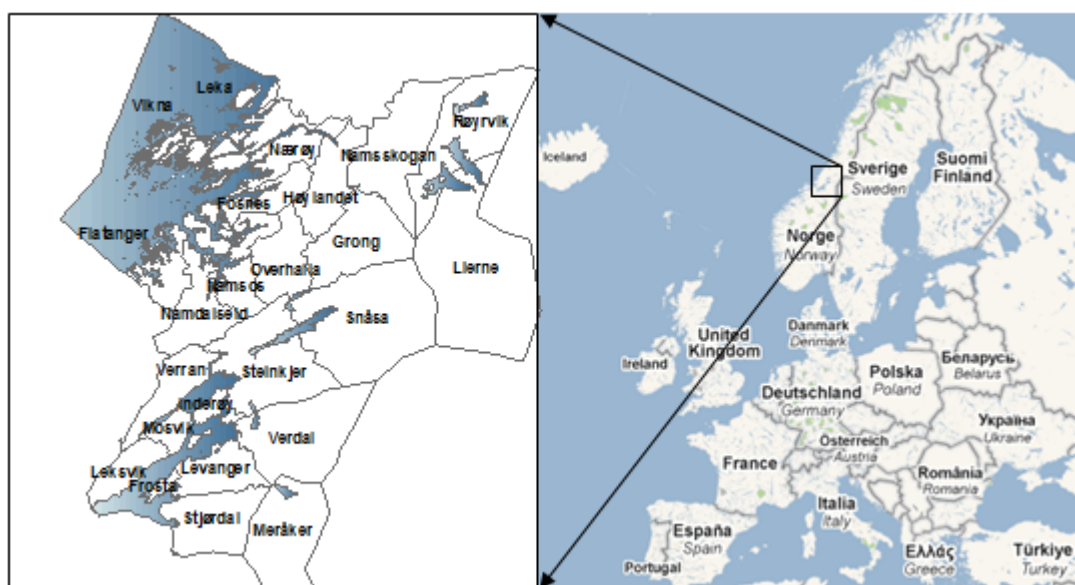 Leka
Vikna
Røyrvik
Nærøy
Namsskogan
Høylandet
Fosnes
Flatanger
Grong
Overhalla
Lierne
Namsos
Namdalseid
Snåsa
Verran
Steinkjer
Inderøy
Mosvik
Verdal
Leksvik
Levanger
Frosta
Stjørdal
Meråker
Iceland
Sverige
Sweden
Suomi
Finland
Norge
Norway
Danmark
Denmark
United
Kingdom
Ireland
Беларусь
Belarus
Polska
Poland
Deutschland
Germany
Україна
Ukraine
Österreich
Austria
France
România
Romania
Italia
Italy
España
Spain
Portugal
Ελλάς
Greece
Türkiye
Turkey